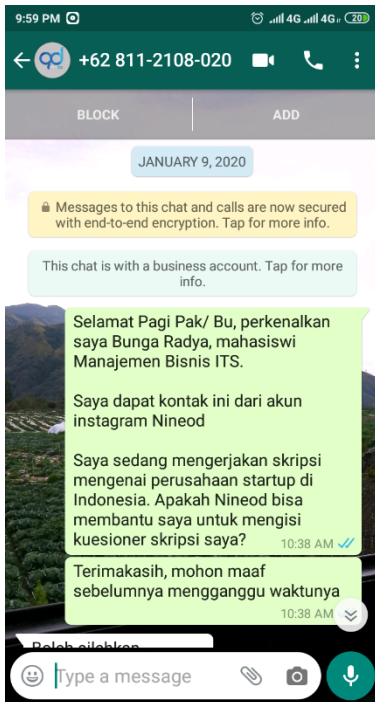 9:59 PM 4G 4G 20
+62 811-2108-020
BLOCK ADD
JANUARY 9, 2020
Messages to this chat and calls are now secured
with end-to-end encryption. Tap for more info.
This chat is with a business account. Tap for more
info.
Selamat Pagi Pak/ Bu, perkenalkan
saya Bunga Radya, mahasiswi
Manajemen Bisnis ITS.
Saya dapat kontak ini dari akun
instagram Nineod
Saya sedang mengerjakan skripsi
mengenai perusahaan startup di
Indonesia. Apakah Nineod bisa
membantu saya untuk mengisi
kuesioner skripsi saya? 10:38 AM
Terimakasih, mohon maaf
sebelumnya mengganggu waktunya
10:38 AM
Boleh silahkan
Type a message